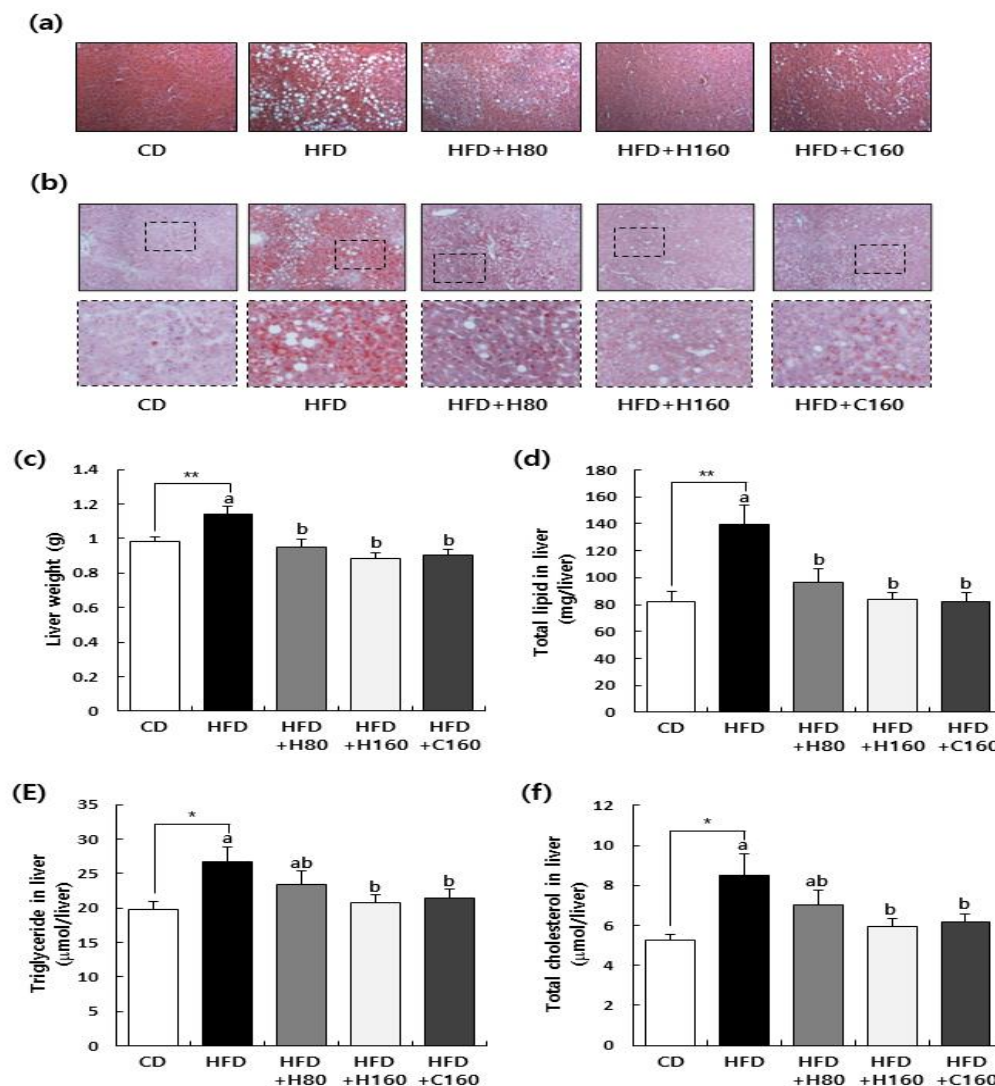 (a)
CD HFD HFD+H80 HFD+H160 HFD+C160
(b)
CD HFD HFD+H80 HFD+H160 HFD+C160
(c)
Liver weight (g)
1.4
1.2
1
0.8
0.6
0.4
0.2
0
**
a
b
b
b
CD HFD HFD HFD HFD
+H80 +H160 +C160
(d)
Total lipid in liver
(mg/liver)
180
160
140
120
100
80
60
40
20
0
**
a
b
b
b
CD HFD HFD HFD HFD
+H80 +H160 +C160
(E)
Triglyceride in liver
(μmol/liver)
35
30
25
20
15
10
5
0
*
a
ab
b
b
CD HFD HFD HFD HFD
+H80 +H160 +C160
(f)
Total cholesterol in liver
(μmol/liver)
12
10
8
6
4
2
0
*
a
ab
b
b
CD HFD HFD HFD HFD
+H80 +H160 +C160